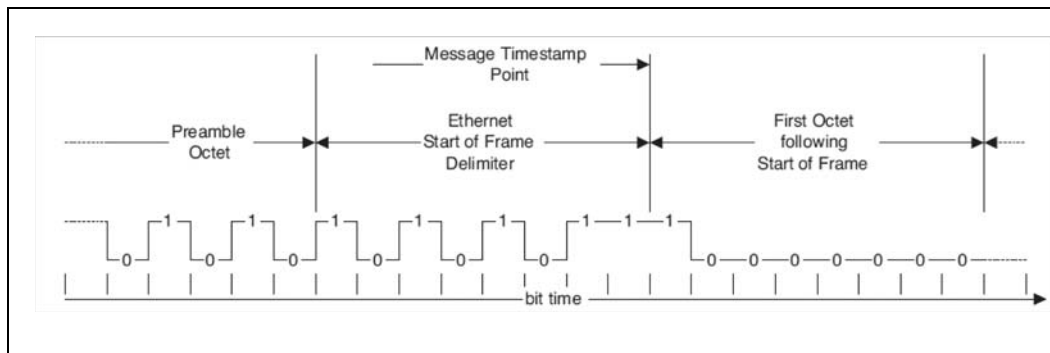 Message Timestamp
Point
Preamble
Octet
Ethernet
Start of Frame
Delimiter
First Octet
following
Start of Frame
1 1 1 1 1 1 1 1
0 0 0 0 0 0 0 0 0 0 0 0 0
bit time